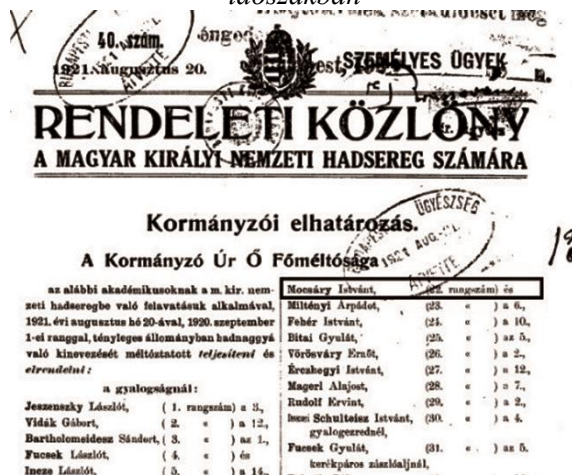 időszakban
40. szám.
1921. augusztus 20.
SZEMÉLYES ÜGYEK
RENDELETI KÖZLÖNY
A MAGYAR KIRÁLYI NEMZETI HADSEREG SZÁMÁRA
ÜGYÉSZSÉG
1921 AUG.
Kormányzói elhatározás.
A Kormányzó Úr Ő Főméltósága
az alábbi akadémikusoknak a m. kir. nem-
zeti hadseregbe való felavatásuk alkalmával,
1921. évi augusztus hó 20-ával, 1920. szeptember
1-ei ranggal, tényleges állományban hadnaggyá
való kinevezését méltóztatott teljesíteni és
elrendelni:
a gyalogságnál:
Jeszenszky Lászlót, ( 1. rangszám) a 3.,
Vidák Gábort, ( 2. « ) a 12.,
Bartholomeidesz Sándort, ( 3. « ) az 1.,
Fucsek Lászlót, ( 4. « ) és
Incze Lászlót, ( 5. « ) a 14.,
Mocsáry Istvánt, (22. rangszám) és
Miltényi Árpádot, (23. « ) a 6.,
Fehér Istvánt, (24. « ) a 10.,
Bitai Gyulát, (25. « ) az 5.,
Vörösváry Ernőt, (26. « ) a 2.,
Érczhegyi Istvánt, (27. « ) a 12.,
Mageri Alajost, (28. « ) a 7.,
Rudolf Ervint, (29. « ) a 2.,
Schulteisz Istvánt, (30. « ) a 4.
gyalogezrednél,
Fucsek Gyulát, (31. « ) az 5.
kerékpáros zászlóaljnál,